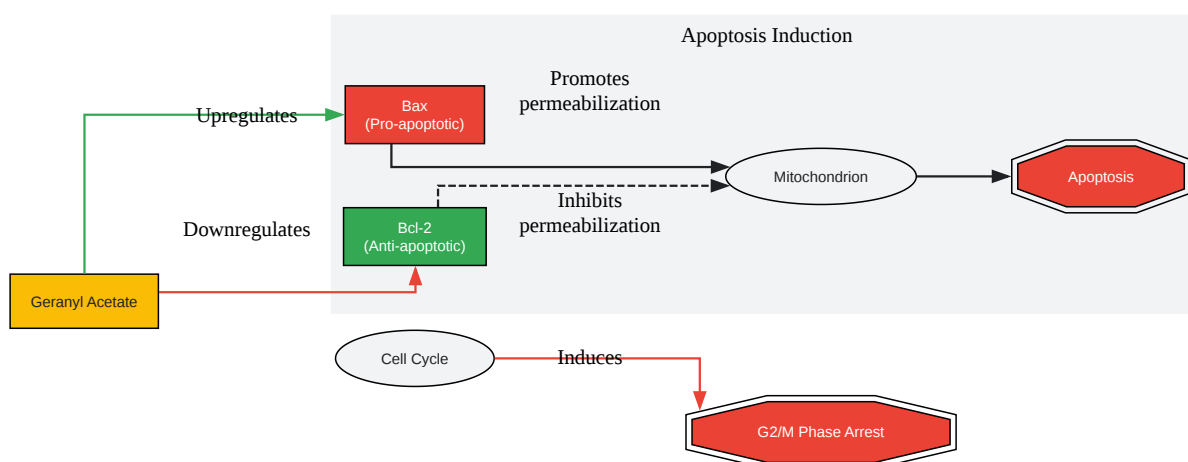 Apoptosis Induction
Promotes
permeabilization
Bax
(Pro-apoptotic)
Upregulates
Mitochondrion
Apoptosis
Inhibits
permeabilization
Downregulates
Bcl-2
(Anti-apoptotic)
Geranyl Acetate
Cell Cycle
Induces
G2/M Phase Arrest